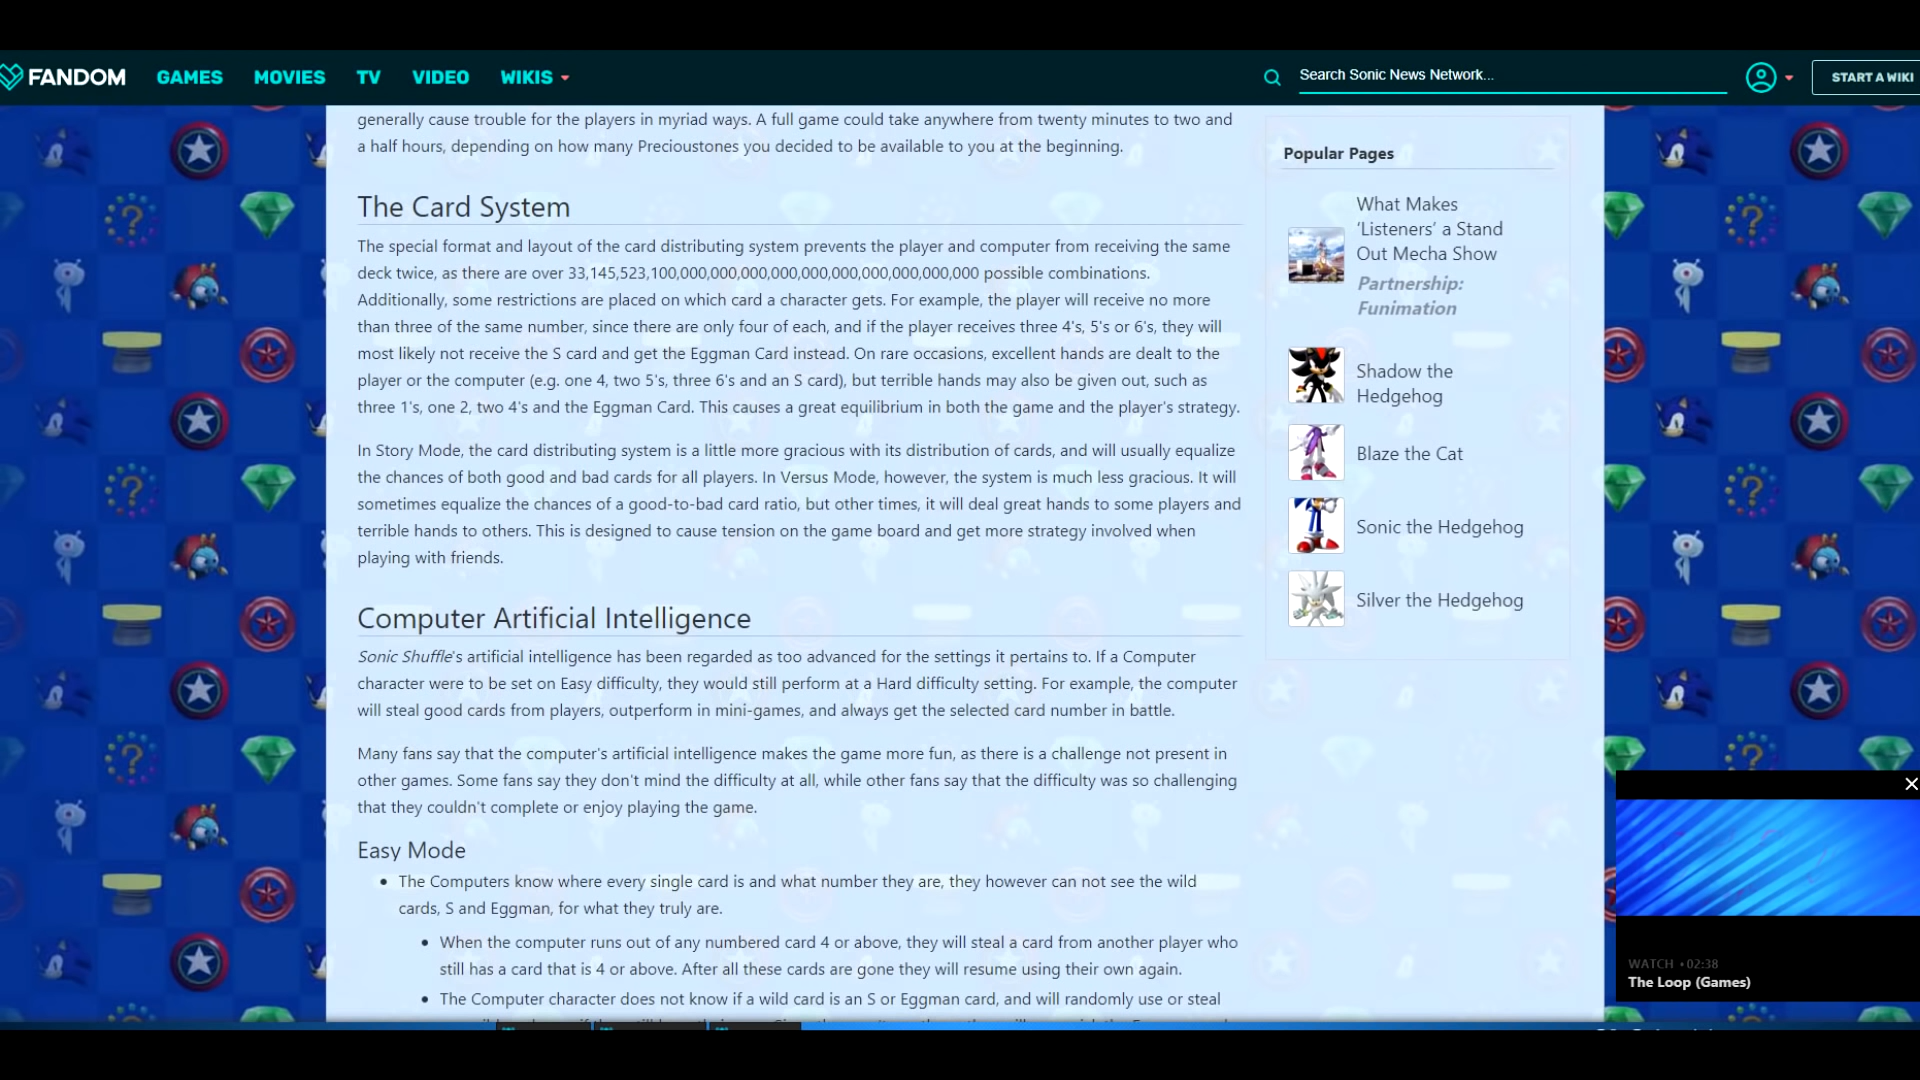 FANDOM GAMES MOVIES TV VIDEO WIKIS
Search Sonic News Network...
START A WIKI
generally cause trouble for the players in myriad ways. A full game could take anywhere from twenty minutes to two and
a half hours, depending on how many Precioustones you decided to be available to you at the beginning.
The Card System
The special format and layout of the card distributing system prevents the player and computer from receiving the same
deck twice, as there are over 33,145,523,100,000,000,000,000,000,000,000,000,000,000 possible combinations.
Additionally, some restrictions are placed on which card a character gets. For example, the player will receive no more
than three of the same number, since there are only four of each, and if the player receives three 4's, 5's or 6's, they will
most likely not receive the S card and get the Eggman Card instead. On rare occasions, excellent hands are dealt to the
player or the computer (e.g. one 4, two 5's, three 6's and an S card), but terrible hands may also be given out, such as
three 1's, one 2, two 4's and the Eggman Card. This causes a great equilibrium in both the game and the player's strategy.
In Story Mode, the card distributing system is a little more gracious with its distribution of cards, and will usually equalize
the chances of both good and bad cards for all players. In Versus Mode, however, the system is much less gracious. It will
sometimes equalize the chances of a good-to-bad card ratio, but other times, it will deal great hands to some players and
terrible hands to others. This is designed to cause tension on the game board and get more strategy involved when
playing with friends.
Computer Artificial Intelligence
Sonic Shuffle's artificial intelligence has been regarded as too advanced for the settings it pertains to. If a Computer
character were to be set on Easy difficulty, they would still perform at a Hard difficulty setting. For example, the computer
will steal good cards from players, outperform in mini-games, and always get the selected card number in battle.
Many fans say that the computer's artificial intelligence makes the game more fun, as there is a challenge not present in
other games. Some fans say they don't mind the difficulty at all, while other fans say that the difficulty was so challenging
that they couldn't complete or enjoy playing the game.
Easy Mode
• The Computers know where every single card is and what number they are, they however can not see the wild
cards, S and Eggman, for what they truly are.
• When the computer runs out of any numbered card 4 or above, they will steal a card from another player who
still has a card that is 4 or above. After all these cards are gone they will resume using their own again.
• The Computer character does not know if a wild card is an S or Eggman card, and will randomly use or steal
Popular Pages
What Makes
‘Listeners’ a Stand
Out Mecha Show
Partnership:
Funimation
Shadow the
Hedgehog
Blaze the Cat
Sonic the Hedgehog
Silver the Hedgehog
WATCH • 02:38
The Loop (Games)